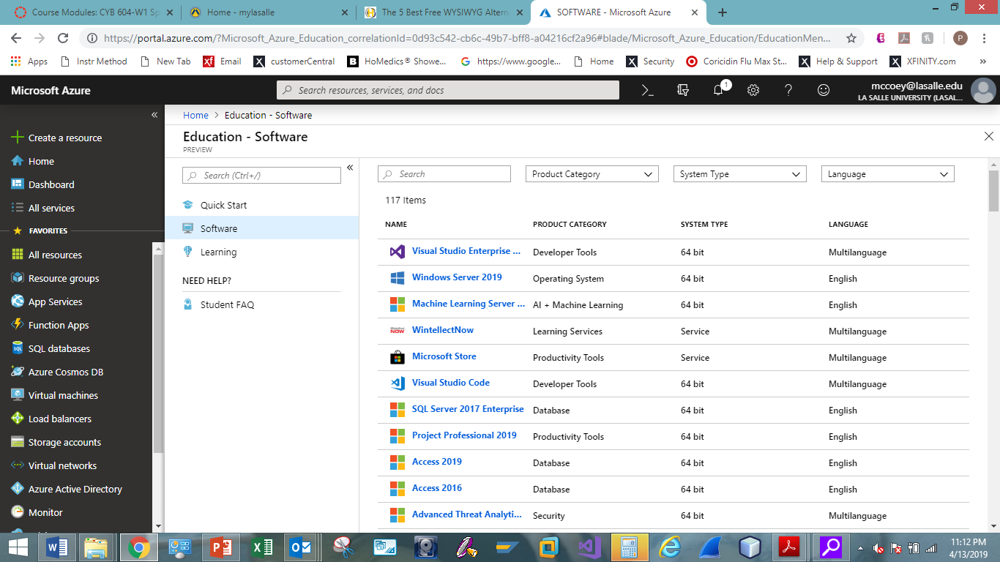 Course Modules: CYB 604-W1 Sp
Home - mylasalle
The 5 Best Free WYSIWYG Altern
SOFTWARE - Microsoft Azure
https://portal.azure.com/?Microsoft_Azure_Education_correlationId=0d93c542-cb6c-49b7-bff8-a04216cf2a96#blade/Microsoft_Azure_Education/EducationMen...
P
Apps
Instr Method
New Tab
xf Email
X customerCentral
B HoMedics® Showe...
G https://www.google...
Home
X Security
Coricidin Flu Max St...
X Help & Support
X XFINITY.com
»
Microsoft Azure
Search resources, services, and docs
1
mccoey@lasalle.edu
LA SALLE UNIVERSITY (LASAL...
«
Create a resource
Home
Dashboard
All services
FAVORITES
All resources
Resource groups
App Services
Function Apps
SQL databases
Azure Cosmos DB
Virtual machines
Load balancers
Storage accounts
Virtual networks
Azure Active Directory
Monitor
Home > Education - Software
Education - Software
PREVIEW
Search (Ctrl+/)
«
Quick Start
Software
Learning
NEED HELP?
Student FAQ
Search
Product Category
System Type
Language
117 Items
NAME PRODUCT CATEGORY SYSTEM TYPE LANGUAGE
Visual Studio Enterprise ... Developer Tools 64 bit Multilanguage
Windows Server 2019 Operating System 64 bit English
Machine Learning Server ... AI + Machine Learning 64 bit English
WintellectNow Learning Services Service Multilanguage
Microsoft Store Productivity Tools Service Multilanguage
Visual Studio Code Developer Tools 64 bit Multilanguage
SQL Server 2017 Enterprise Database 64 bit English
Project Professional 2019 Productivity Tools 64 bit English
Access 2019 Database 64 bit English
Access 2016 Database 64 bit English
Advanced Threat Analyti... Security 64 bit Multilanguage
11:12 PM
4/13/2019